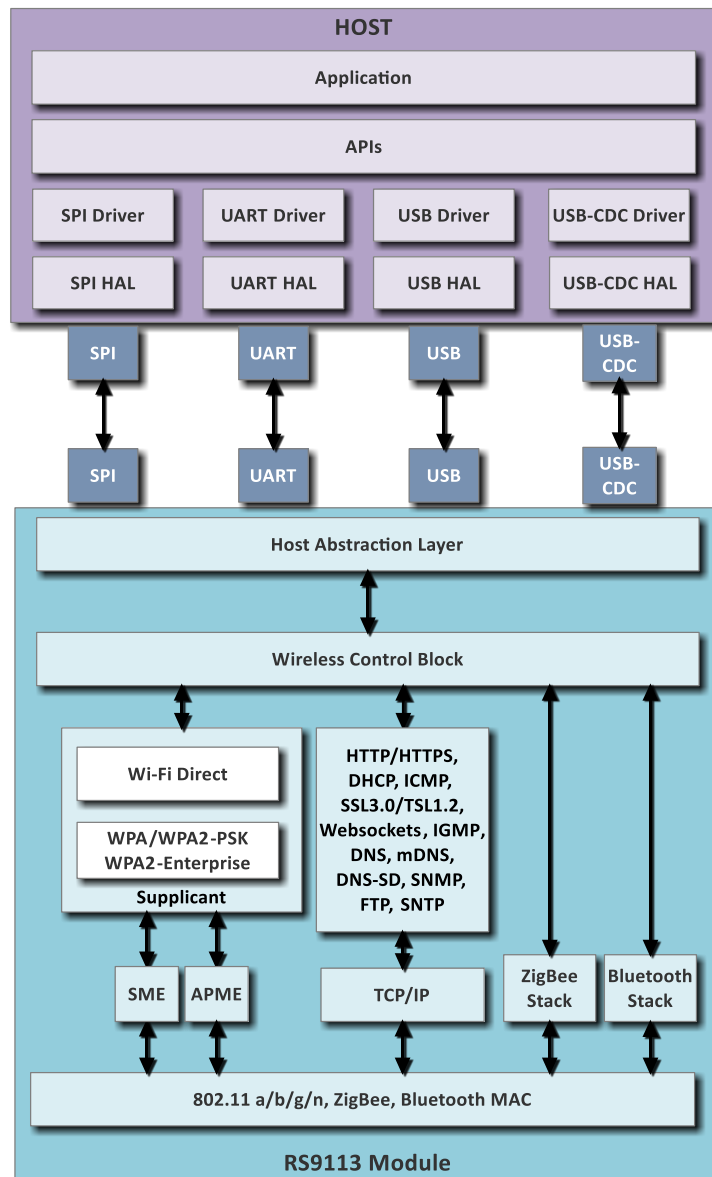 HOST
Application
APIs
SPI Driver
UART Driver
USB Driver
USB-CDC Driver
SPI HAL
UART HAL
USB HAL
USB-CDC HAL
SPI
UART
USB
USB-
CDC
SPI
UART
USB
USB-
CDC
Host Abstraction Layer
Wireless Control Block
Wi-Fi Direct
WPA/WPA2-PSK
WPA2-Enterprise
Supplicant
HTTP/HTTPS,
DHCP, ICMP,
SSL3.0/TSL1.2,
Websockets, IGMP,
DNS, mDNS,
DNS-SD, SNMP,
FTP, SNTP
SME
APME
TCP/IP
ZigBee
Stack
Bluetooth
Stack
802.11 a/b/g/n, ZigBee, Bluetooth MAC
RS9113 Module